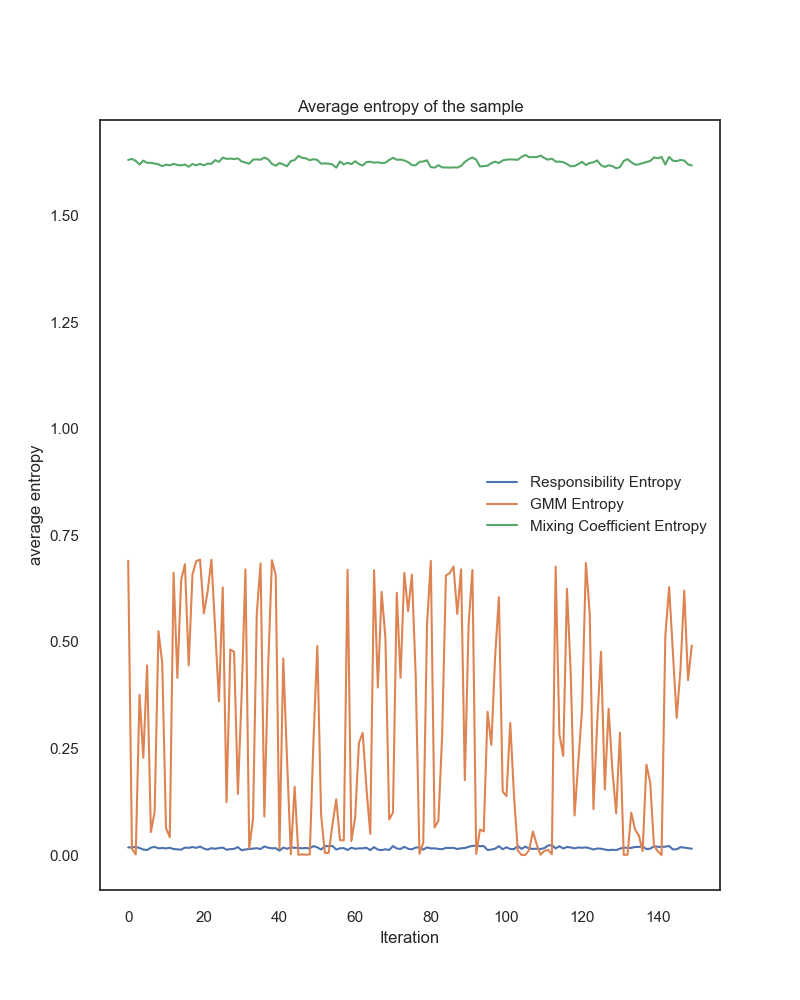 Average entropy of the sample
1.50
1.25
1.00
0.75
0.50
0.25
0.00
average entropy
Responsibility Entropy
GMM Entropy
Mixing Coefficient Entropy
0 20 40 60 80 100 120 140
Iteration